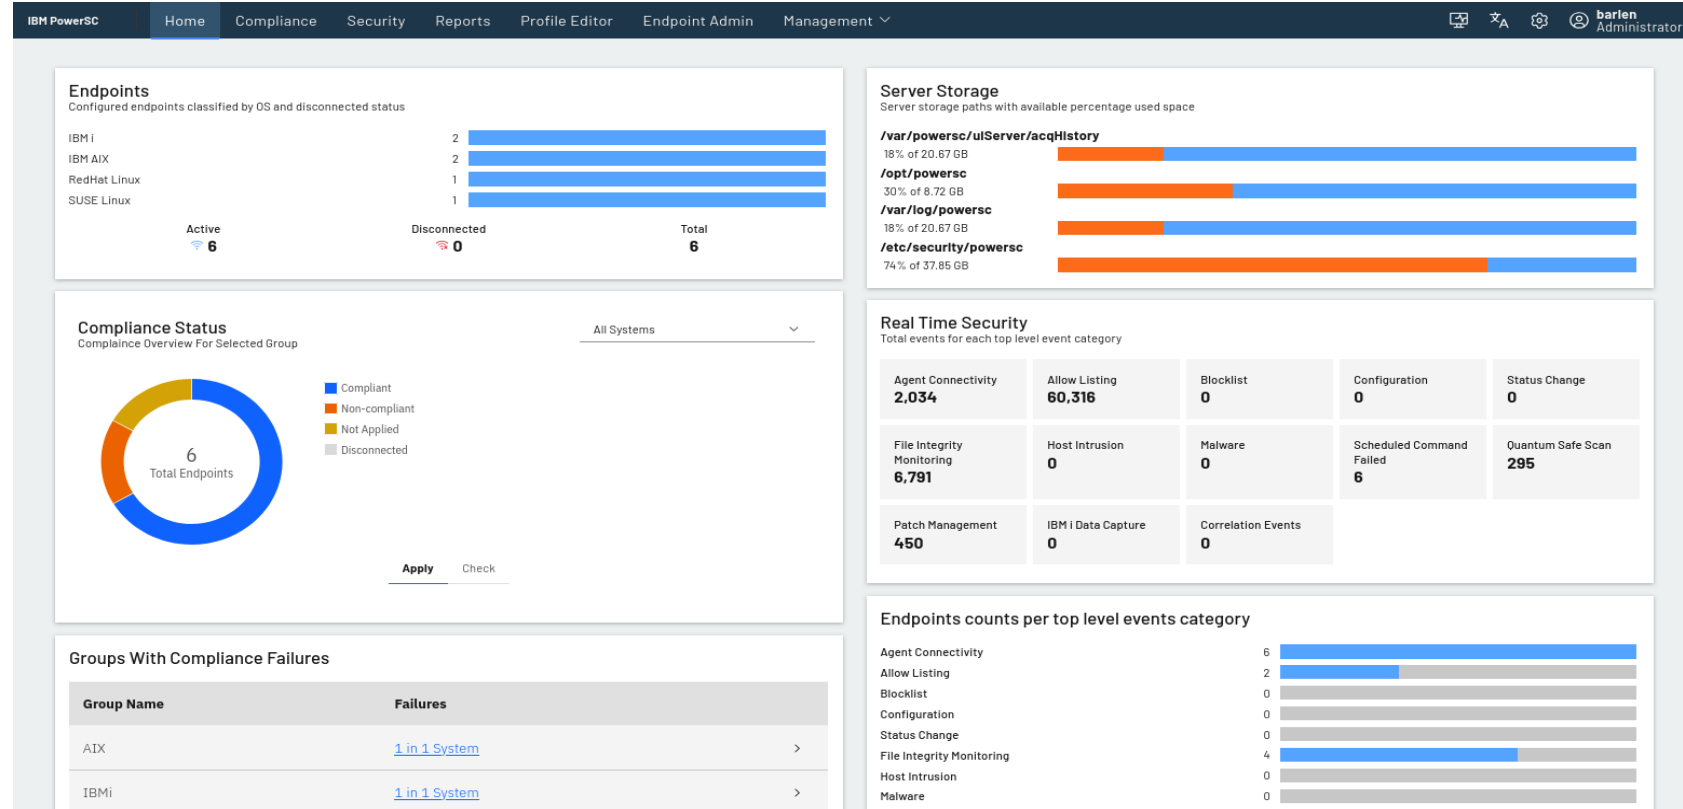 IBM PowerSC
Home Compliance Security Reports Profile Editor Endpoint Admin Management
barlen
Administrator
Endpoints
Configured endpoints classified by OS and disconnected status
IBM i 2
IBM AIX 2
RedHat Linux 1
SUSE Linux 1
Active Disconnected Total
6 0 6
Compliance Status
Complaince Overview For Selected Group
All Systems
6
Total Endpoints
Compliant
Non-compliant
Not Applied
Disconnected
Apply Check
Groups With Compliance Failures
Group Name Failures
AIX 1 in 1 System
IBMi 1 in 1 System
Server Storage
Server storage paths with available percentage used space
/var/powersc/uiServer/acqHistory
18% of 20.67 GB
/opt/powersc
30% of 8.72 GB
/var/log/powersc
18% of 20.67 GB
/etc/security/powersc
74% of 37.85 GB
Real Time Security
Total events for each top level event category
Agent Connectivity
2,034
Allow Listing
60,316
Blocklist
0
Configuration
0
Status Change
0
File Integrity
Monitoring
6,791
Host Intrusion
0
Malware
0
Scheduled Command
Failed
6
Quantum Safe Scan
295
Patch Management
450
IBM i Data Capture
0
Correlation Events
0
Endpoints counts per top level events category
Agent Connectivity 6
Allow Listing 2
Blocklist 0
Configuration 0
Status Change 0
File Integrity Monitoring 4
Host Intrusion 0
Malware 0